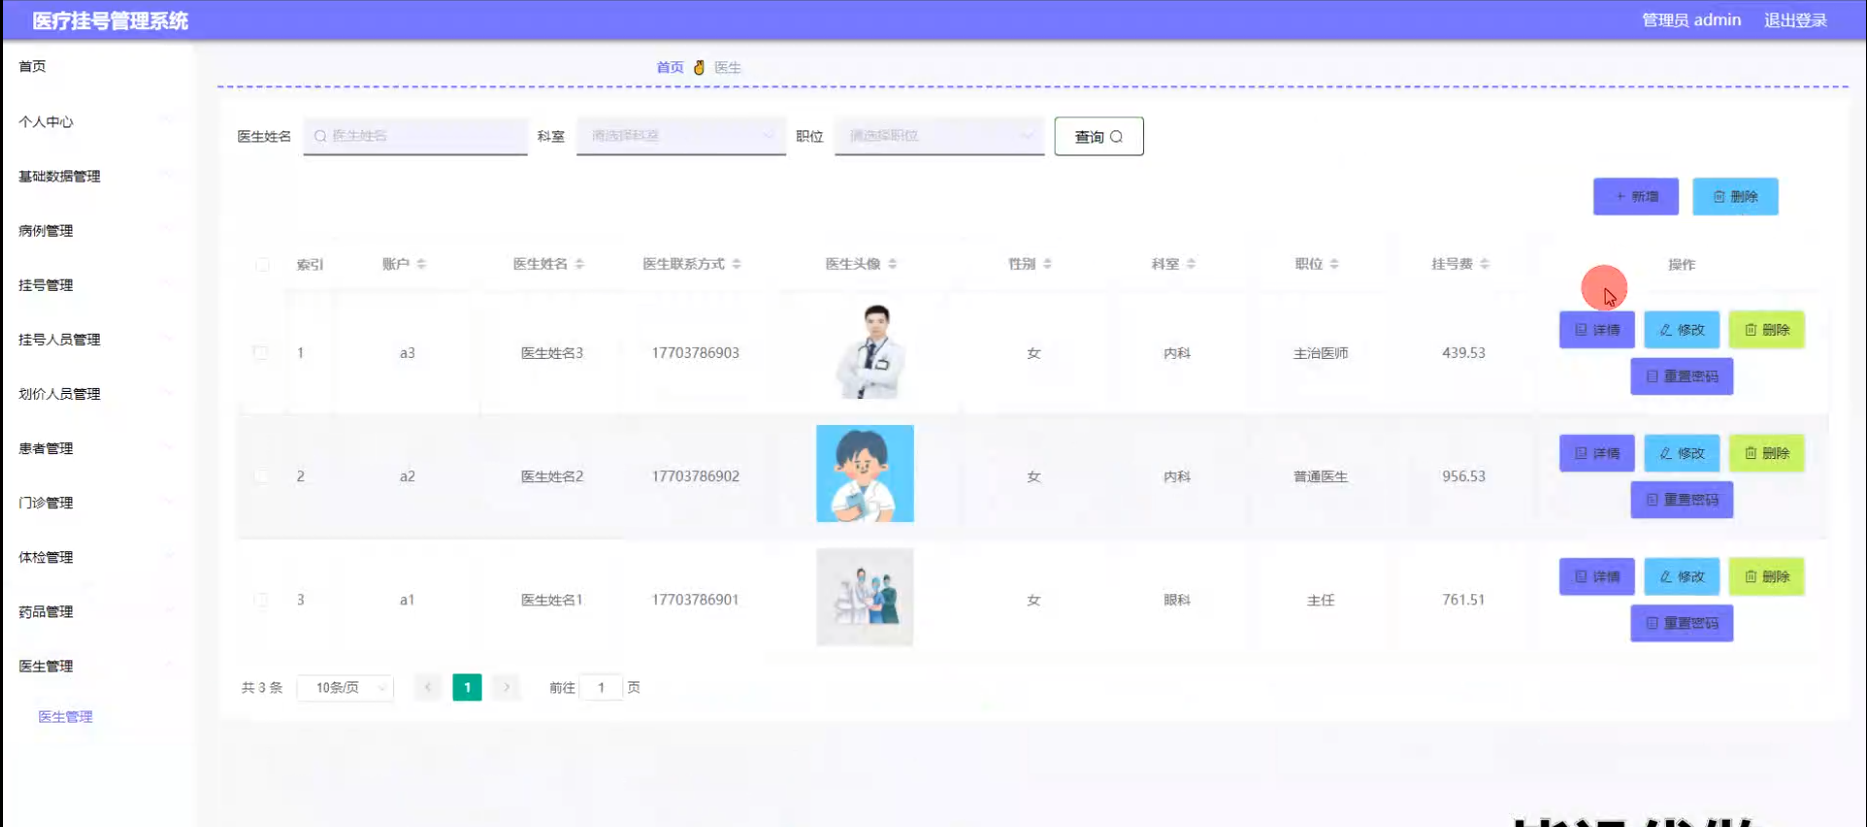 医疗挂号管理系统 管理员 admin 退出登录
首页
个人中心
基础数据管理
病例管理
挂号管理
挂号人员管理
划价人员管理
患者管理
门诊管理
体检管理
药品管理
医生管理
医生管理
首页 医生
医生姓名 医生姓名 科室 请选择科室 职位 请选择职位 查询
+ 新增 删除
索引 账户 医生姓名 医生联系方式 医生头像 性别 科室 职位 挂号费 操作
1 a3 医生姓名3 17703786903 女 内科 主治医师 439.53 详情 修改 删除
重置密码
2 a2 医生姓名2 17703786902 女 内科 普通医生 956.53 详情 修改 删除
重置密码
3 a1 医生姓名1 17703786901 女 眼科 主任 761.51 详情 修改 删除
重置密码
共 3 条 10条/页 1 前往 1 页